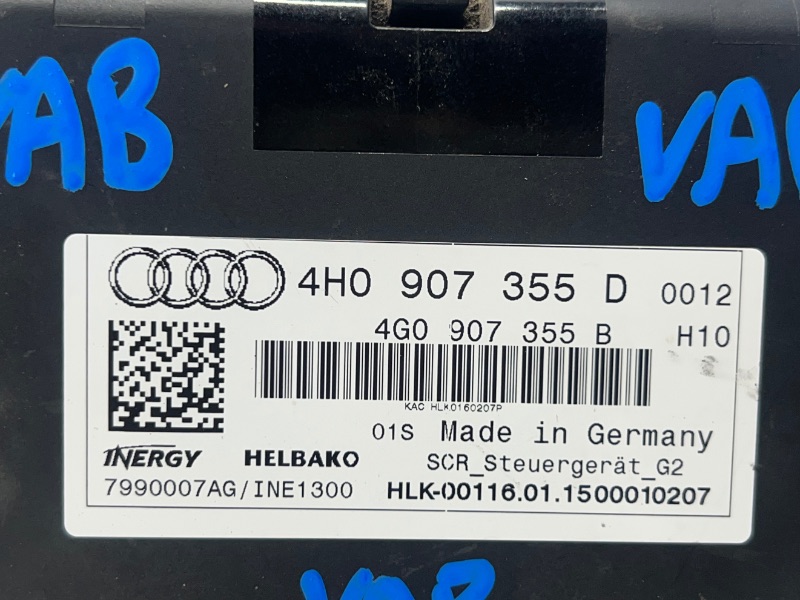 VAB
4H0 907 355 D 0012
4G0 907 355 B H10
KAC HLK0160207P
01S Made in Germany
INERGY HELBAKO SCR_Steuergerät_G2
7990007AG/INE1300 HLK-00116.01.1500010207